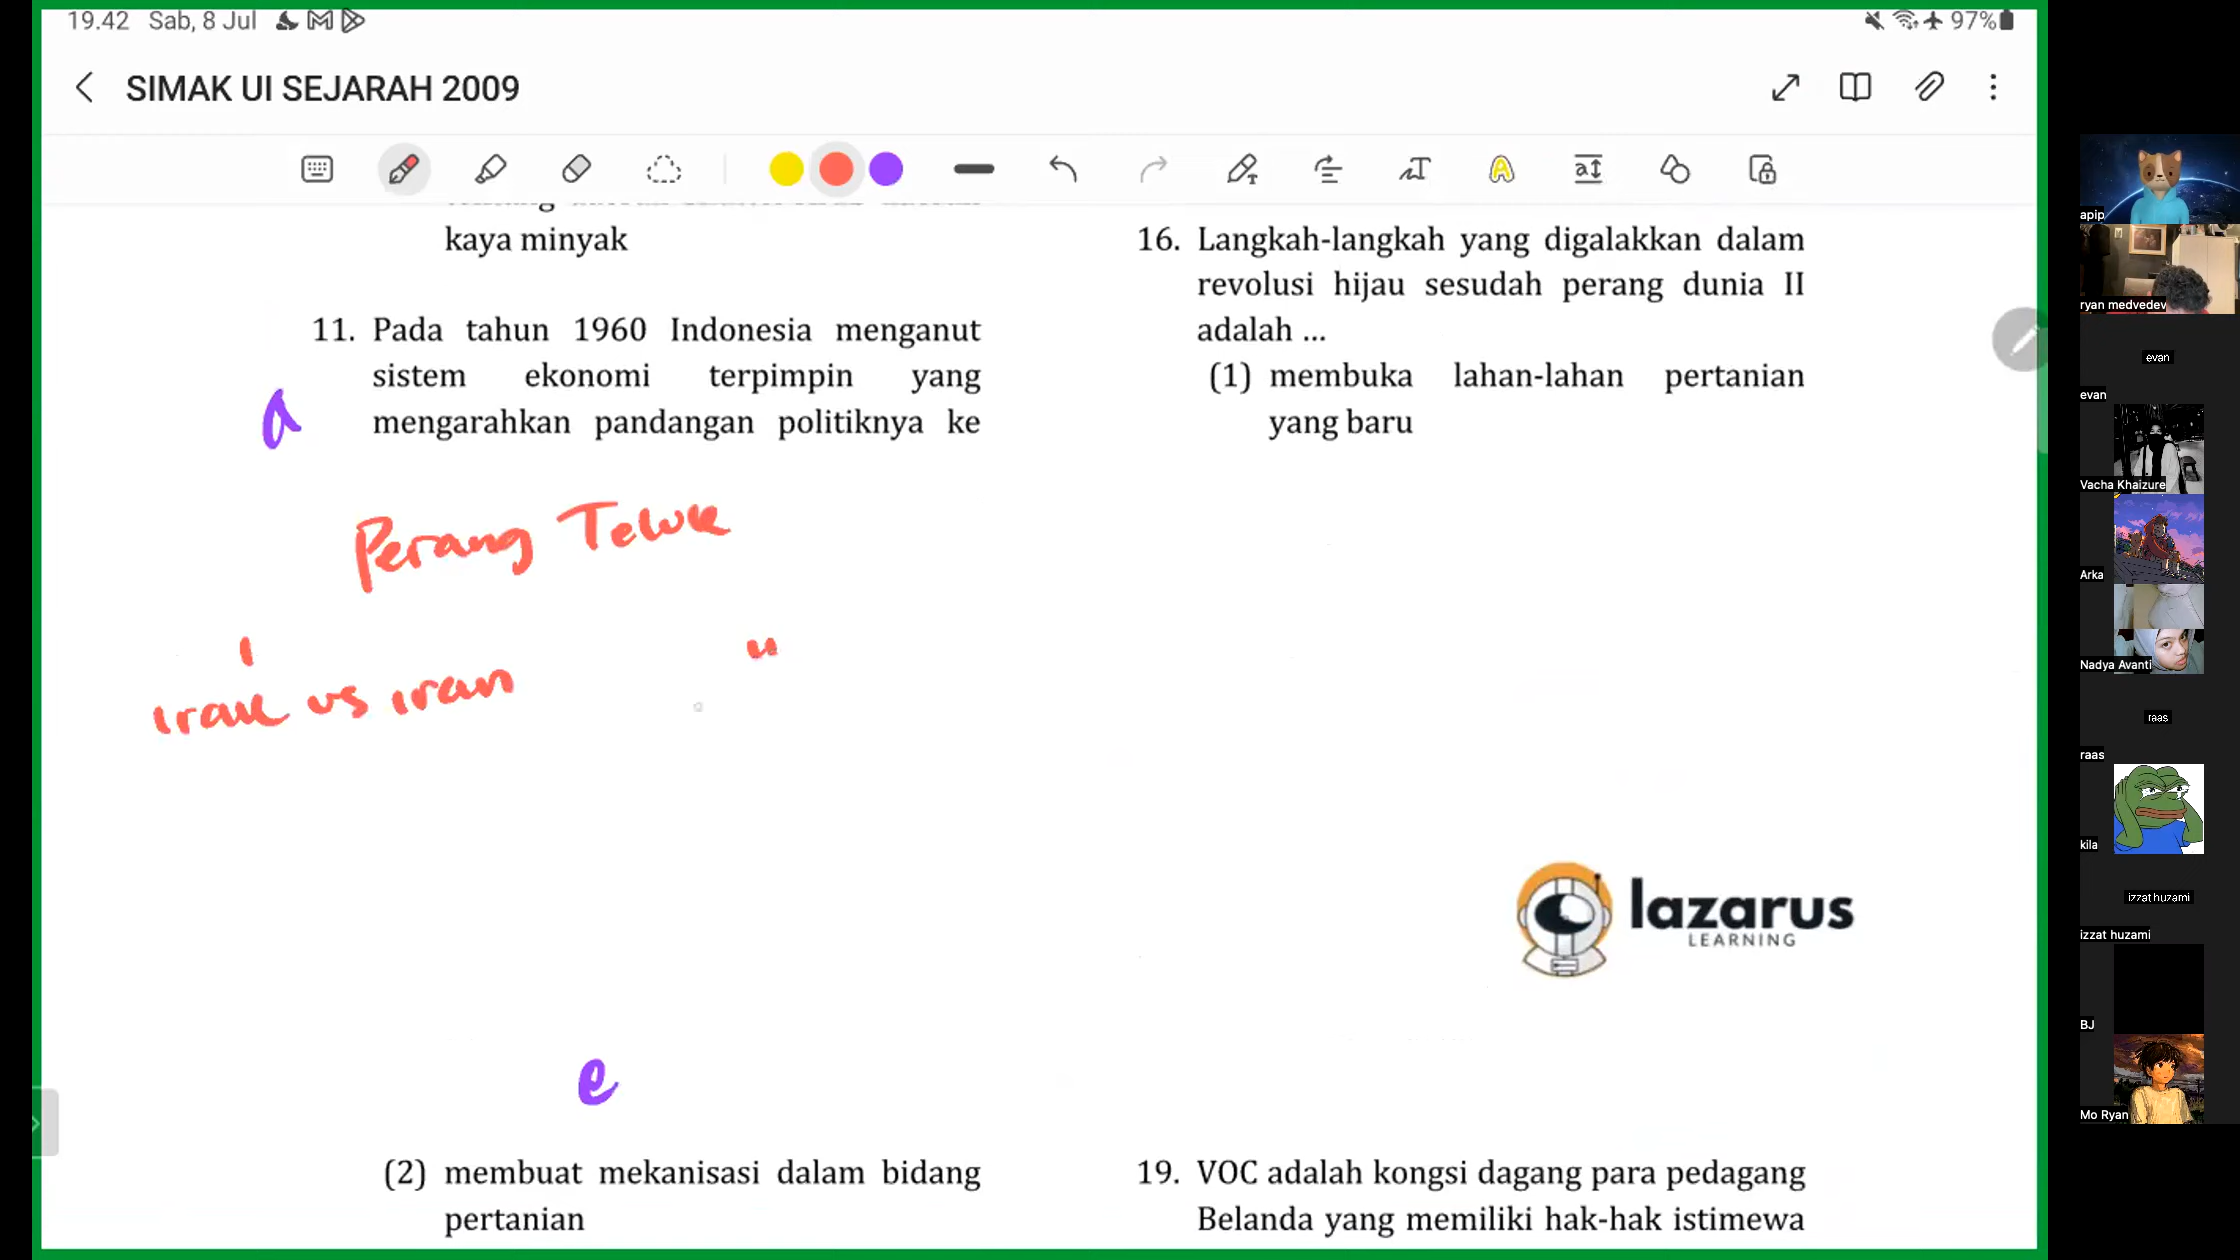 19.42 Sab, 8 Jul
97%
SIMAK UI SEJARAH 2009
kaya minyak
11. Pada tahun 1960 Indonesia menganut
sistem ekonomi terpimpin yang
mengarahkan pandangan politiknya ke
a
Perang Teluk
I
II
irak vs iran
e
(2) membuat mekanisasi dalam bidang
pertanian
16. Langkah-langkah yang digalakkan dalam
revolusi hijau sesudah perang dunia II
adalah ...
(1) membuka lahan-lahan pertanian
yang baru
lazarus
LEARNING
19. VOC adalah kongsi dagang para pedagang
Belanda yang memiliki hak-hak istimewa
apip
ryan medvedev
evan
evan
Vacha Khaizure
Arka
Nadya Avanti
raas
raas
kila
izzat huzami
izzat huzami
BJ
Mo Ryan